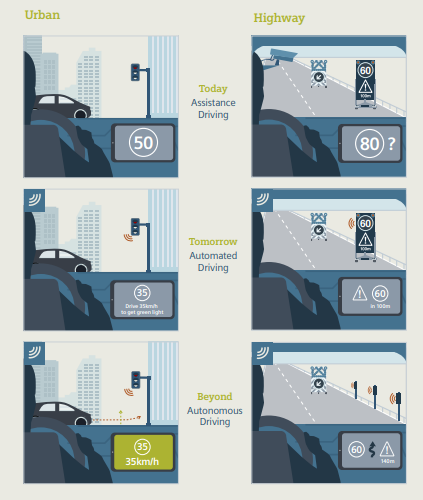 Urban
Highway
50
Today
Assistance
Driving
60
100m
80 ?
35
Drive 35km/h
to get green light
Tomorrow
Automated
Driving
60
100m
60
in 100m
35
35km/h
Beyond
Autonomous
Driving
60
140m